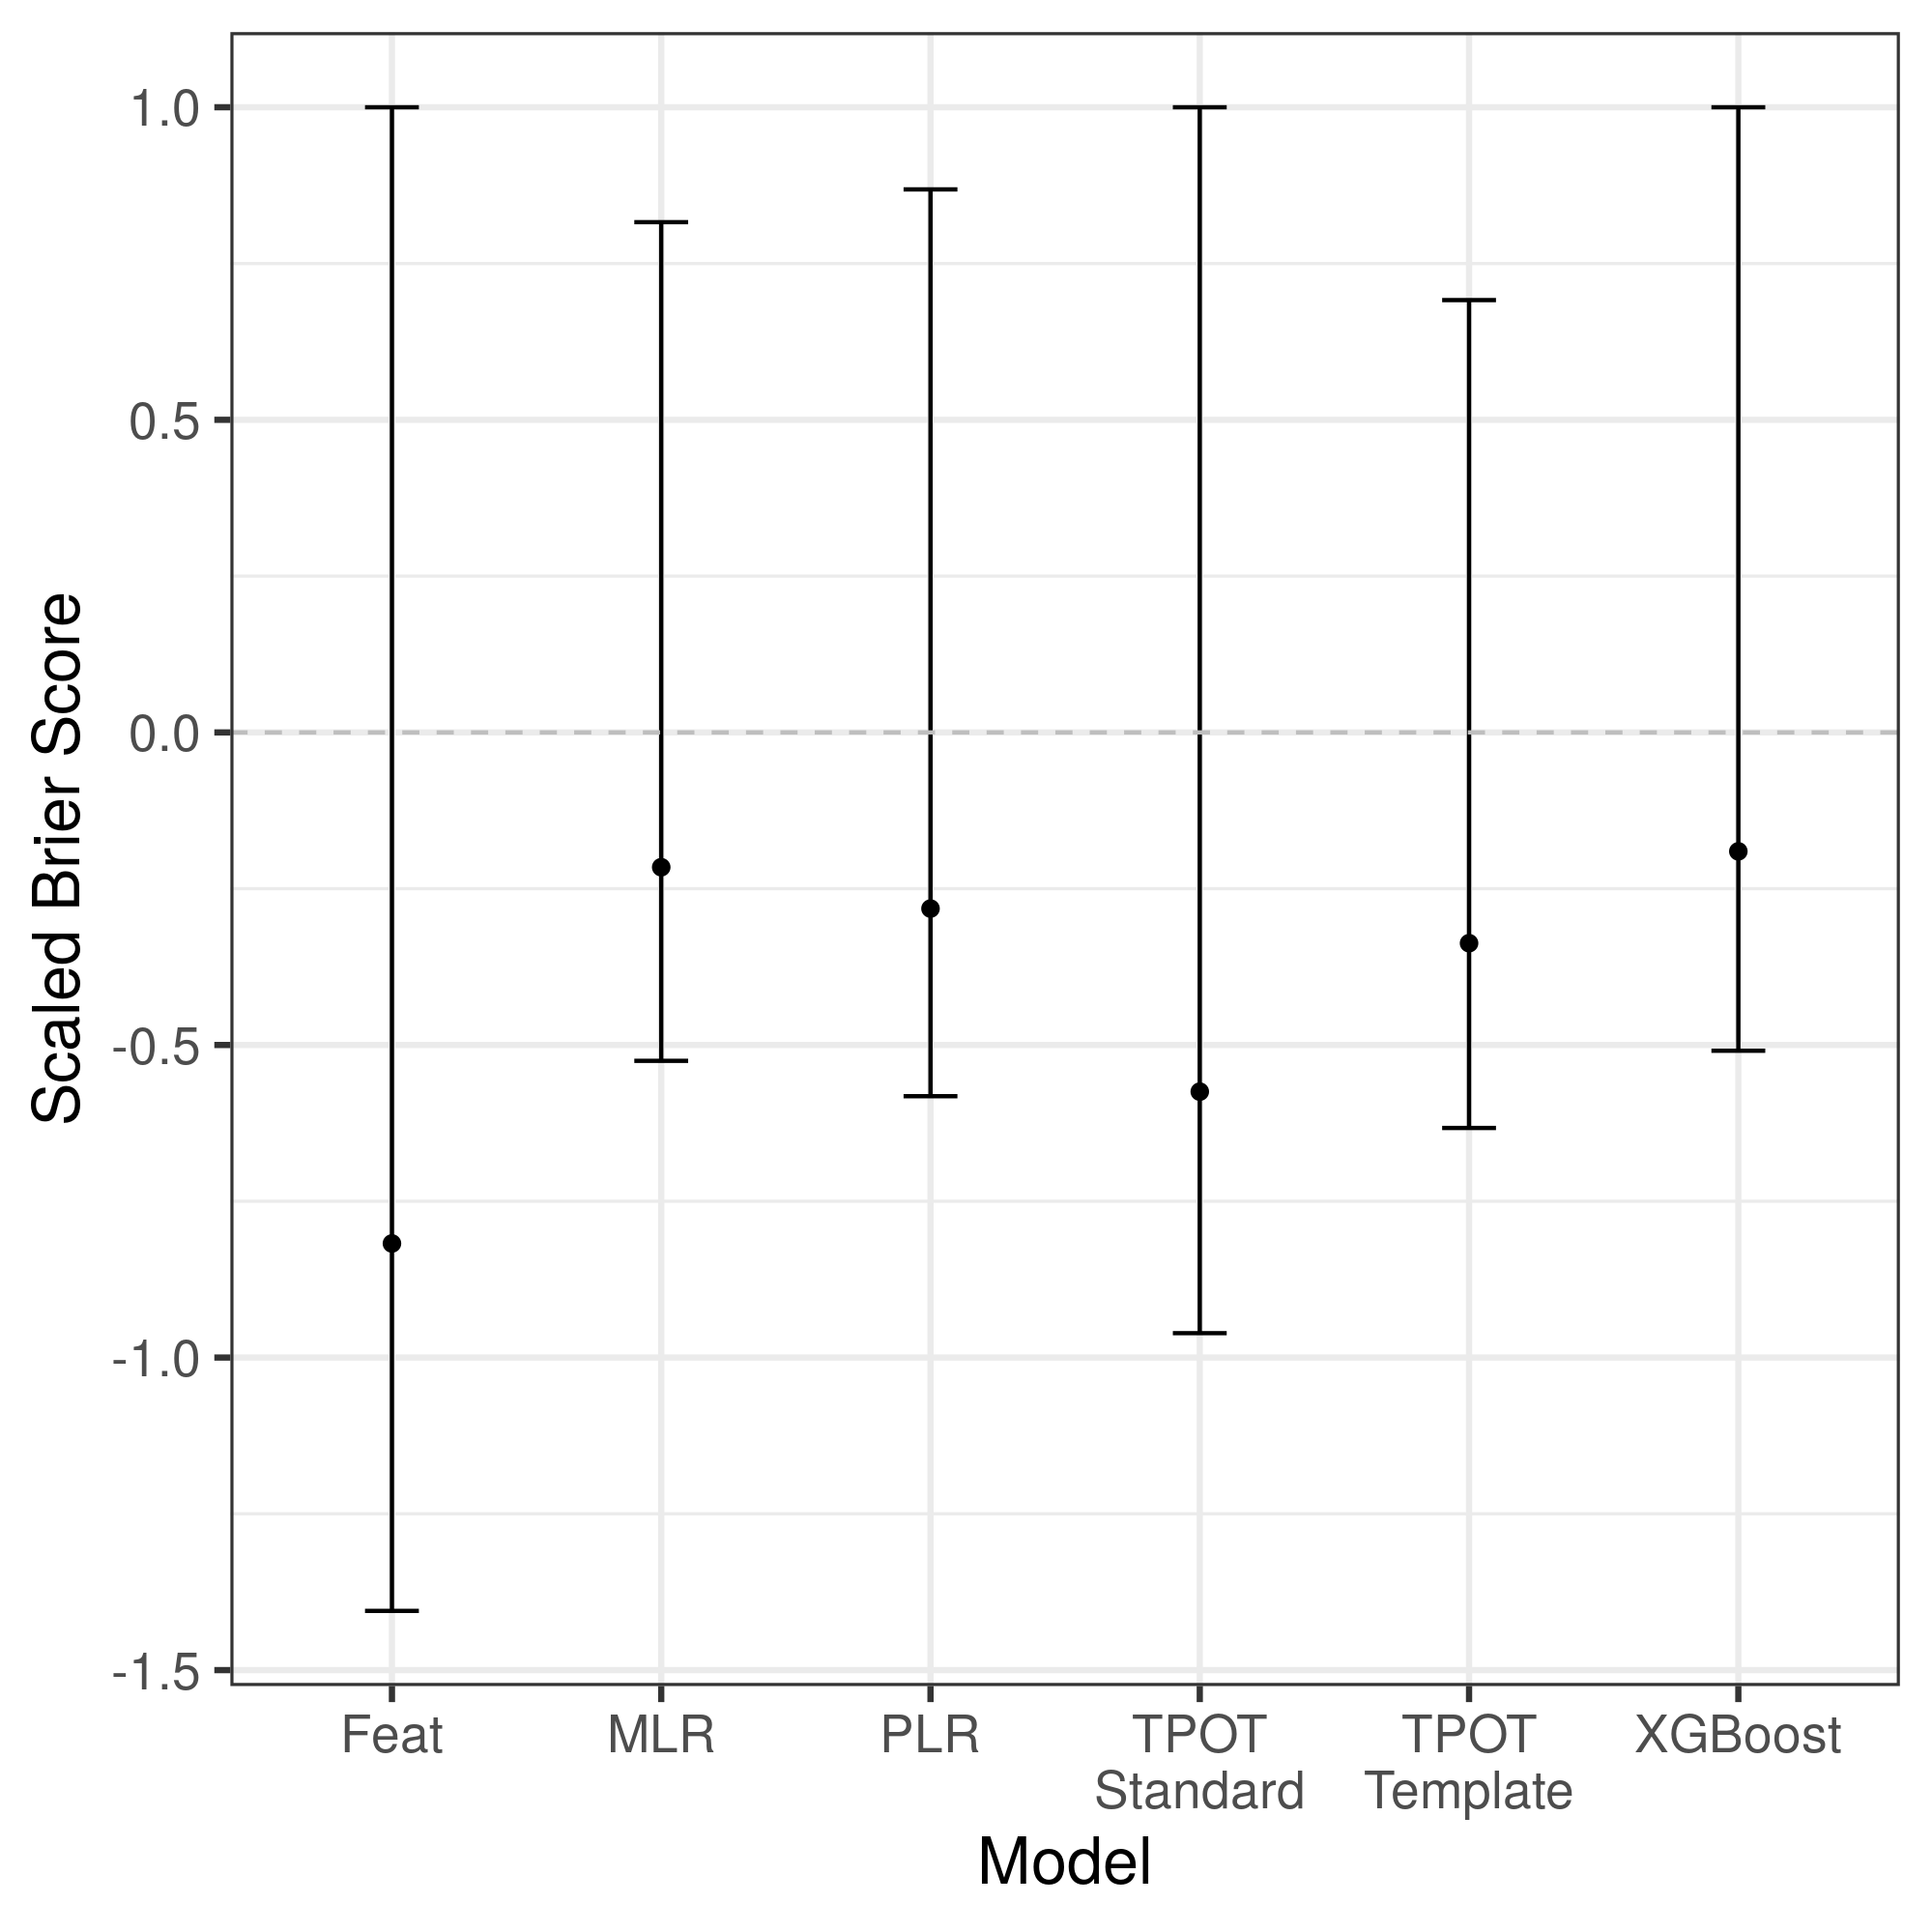 1.0
0.5
0.0
-0.5
-1.0
-1.5
Scaled Brier Score
Feat
MLR
PLR
TPOT
Standard
TPOT
Template
XGBoost
Model